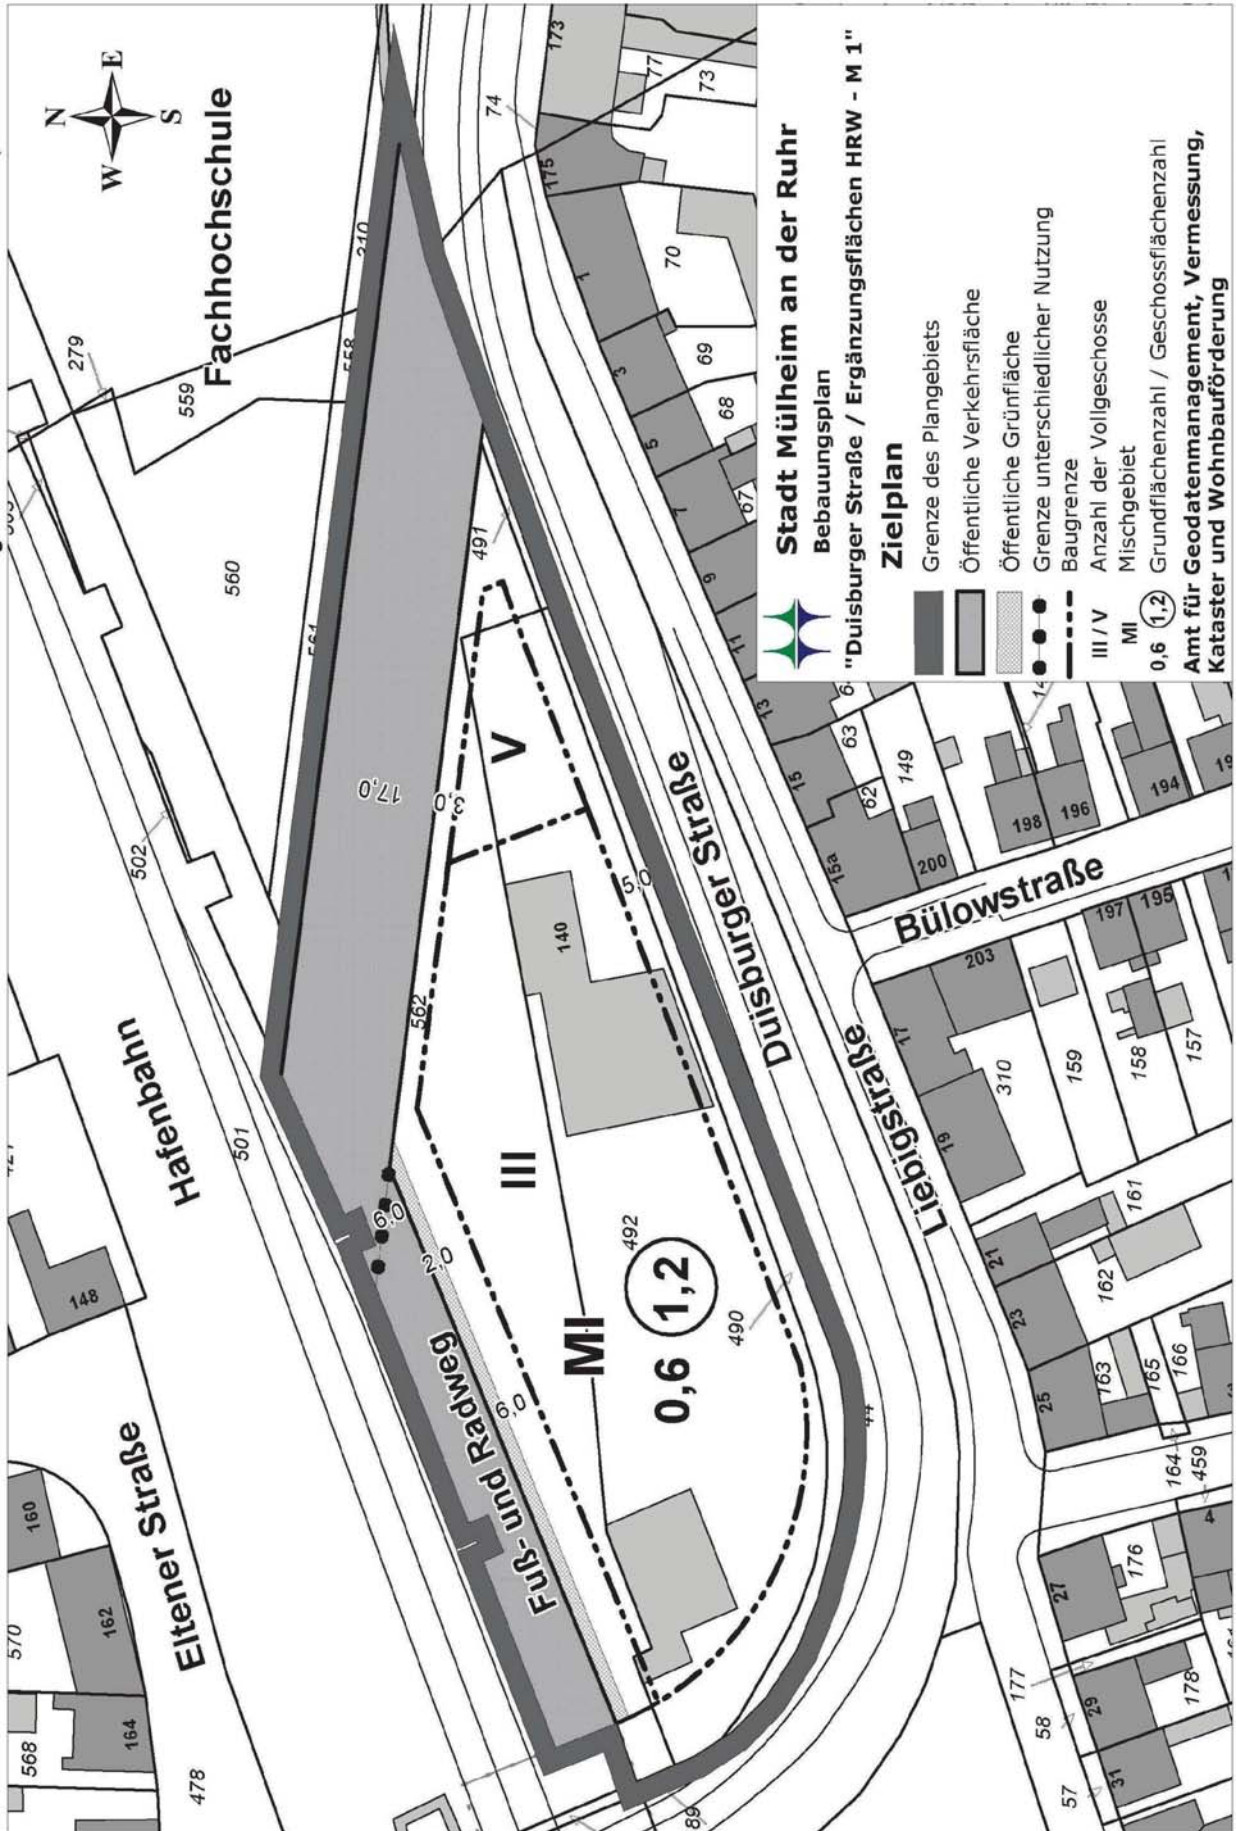 N
W
E
S
Fachhochschule
Hafenbahn
Eltener Straße
Fuß- und Radweg
Duisburger Straße
Liebigstraße
Bülowstraße
279
559
558
210
560
561
502
501
562
491
492
490
44
89
17,0
3,0
5,0
6,0
2,0
6,0
V
III
MI
0,6
1,2
140
148
160
162
164
570
568
478
173
77
73
74
175
70
69
68
67
1
3
5
7
9
11
13
15
15a
63
62
149
200
198
196
194
203
197
195
17
19
310
159
158
157
161
21
23
25
162
163
165
166
164
459
4
27
176
177
29
178
58
57
31
Stadt Mülheim an der Ruhr
Bebauungsplan
"Duisburger Straße / Ergänzungsflächen HRW - M 1"
Zielplan
Grenze des Plangebiets
Öffentliche Verkehrsfläche
Öffentliche Grünfläche
Grenze unterschiedlicher Nutzung
Baugrenze
III / V Anzahl der Vollgeschosse
MI Mischgebiet
0,6 1,2 Grundflächenzahl / Geschossflächenzahl
Amt für Geodatenmanagement, Vermessung,
Kataster und Wohnbauförderung